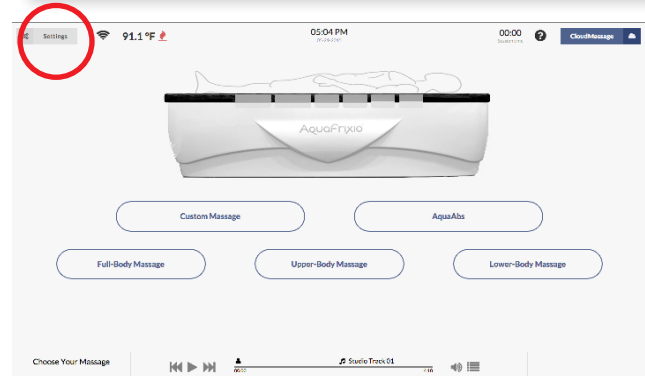 Settings
91.1 °F
05:04 PM
00:00
CloudMassage
AquaFrixio
Custom Massage
AquaAbs
Full-Body Massage
Upper-Body Massage
Lower-Body Massage
Choose Your Massage
Studio Track 01